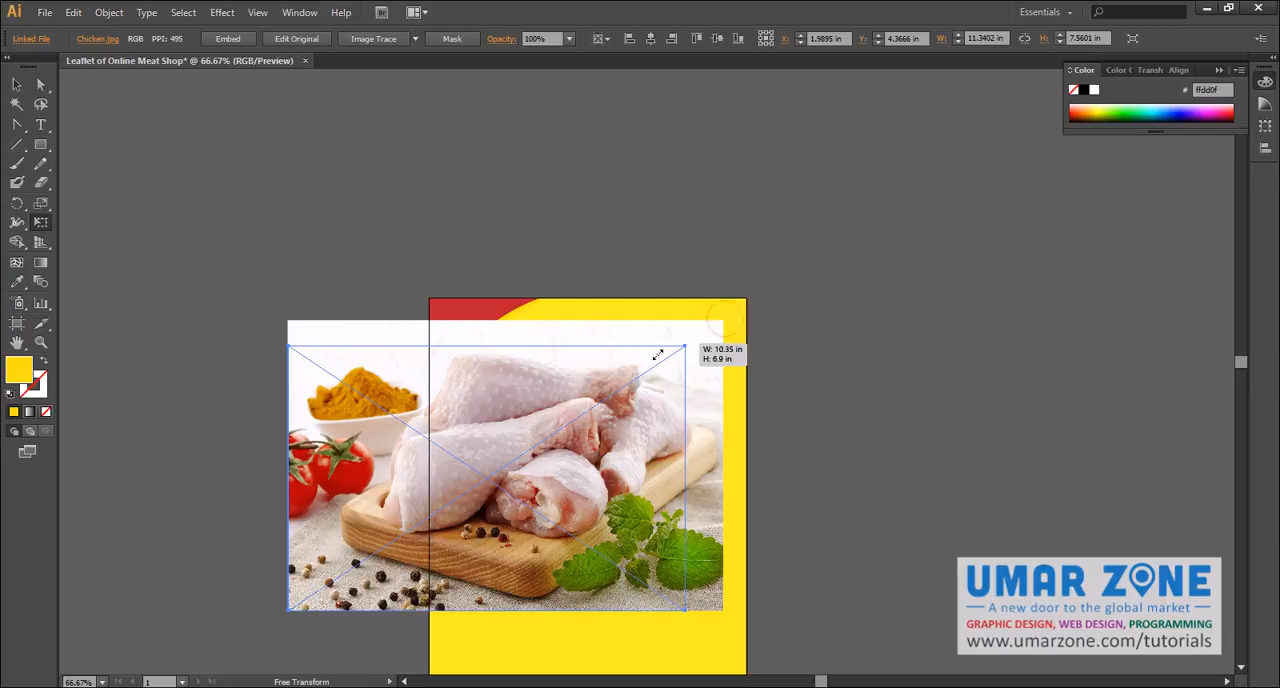 Ai File Edit Object Type Select Effect View Window Help Br Essentials
Linked File Chicken.jpg RGB PPI: 495 Embed Edit Original Image Trace Mask Opacity: 100% X: 1.9895 in Y: 4.3666 in W: 11.3402 in H: 7.5601 in
Leaflet of Online Meat Shop* @ 66.67% (RGB/Preview) ×
Color Color Transf Align
# ffdd0f
T
W: 10.35 in
H: 6.9 in
UMAR ZONE
A new door to the global market
GRAPHIC DESIGN, WEB DESIGN, PROGRAMMING
www.umarzone.com/tutorials
66.67% 1 Free Transform